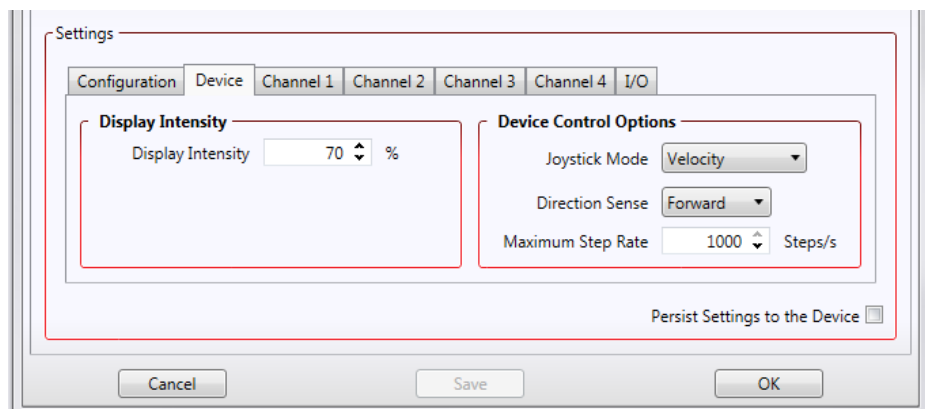 Settings
Configuration Device Channel 1 Channel 2 Channel 3 Channel 4 I/O
Display Intensity
Display Intensity 70 %
Device Control Options
Joystick Mode Velocity
Direction Sense Forward
Maximum Step Rate 1000 Steps/s
Persist Settings to the Device
Cancel Save OK